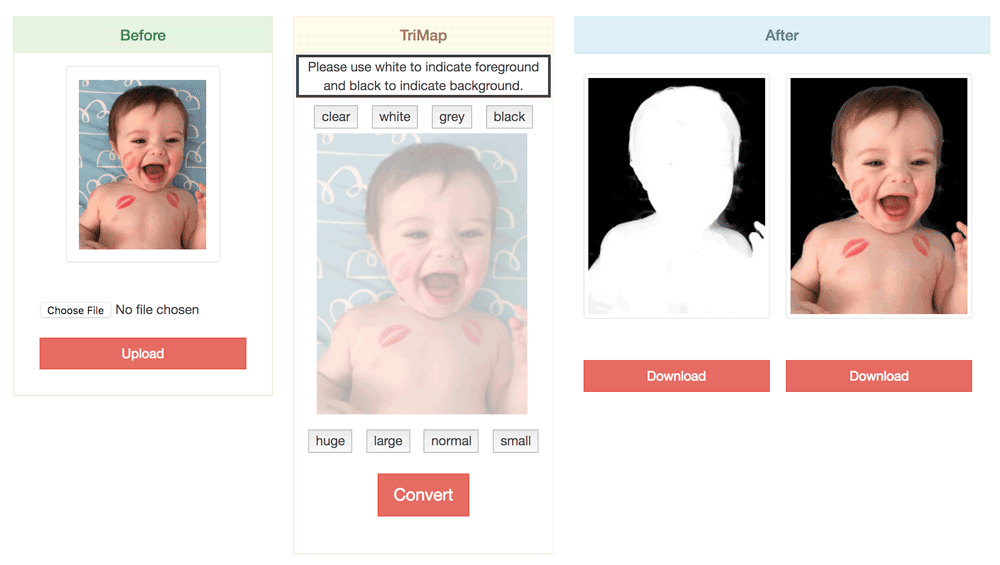 Before
Choose File No file chosen
Upload
TriMap
Please use white to indicate foreground
and black to indicate background.
clear white grey black
huge large normal small
Convert
After
Download Download